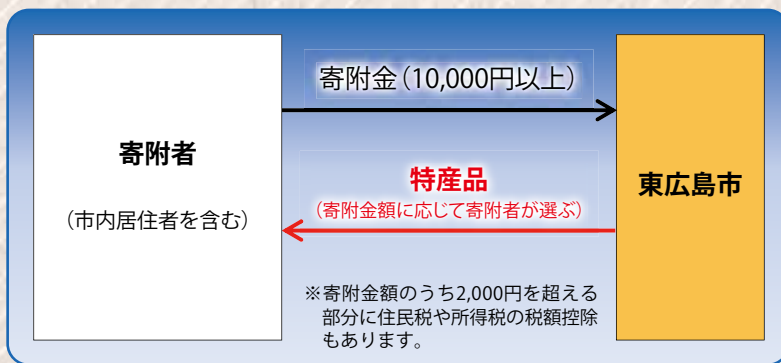 寄附金（10,000円以上）
寄附者
（市内居住者を含む）
特産品
（寄附金額に応じて寄附者が選ぶ）
東広島市
※寄附金額のうち2,000円を超える
部分に住民税や所得税の税額控除
もあります。